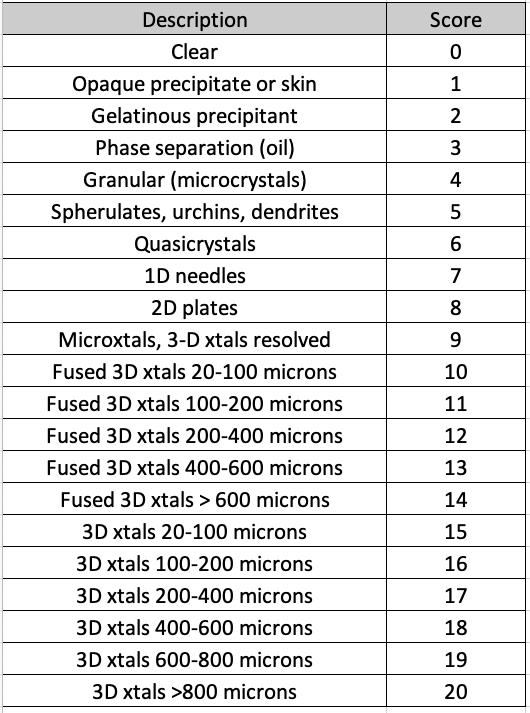 Description Score
Clear 0
Opaque precipitate or skin 1
Gelatinous precipitant 2
Phase separation (oil) 3
Granular (microcrystals) 4
Spherulates, urchins, dendrites 5
Quasicrystals 6
1D needles 7
2D plates 8
Microxtals, 3-D xtals resolved 9
Fused 3D xtals 20-100 microns 10
Fused 3D xtals 100-200 microns 11
Fused 3D xtals 200-400 microns 12
Fused 3D xtals 400-600 microns 13
Fused 3D xtals > 600 microns 14
3D xtals 20-100 microns 15
3D xtals 100-200 microns 16
3D xtals 200-400 microns 17
3D xtals 400-600 microns 18
3D xtals 600-800 microns 19
3D xtals >800 microns 20